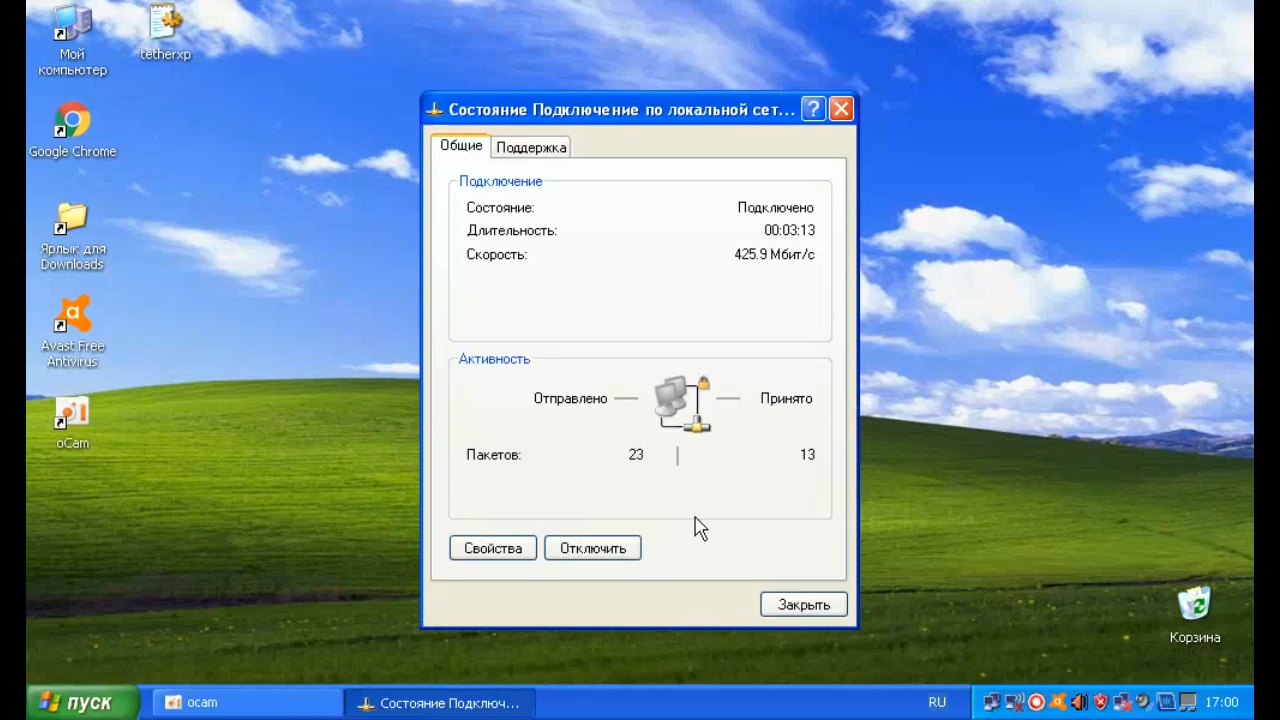 Мой
компьютер
tetherxp
Google Chrome
Ярлык для
Downloads
Avast Free
Antivirus
oCam
Состояние Подключение по локальной сет...
Общие
Поддержка
Подключение
Состояние: Подключено
Длительность: 00:03:13
Скорость: 425.9 Мбит/с
Активность
Отправлено
Принято
Пакетов: 23 13
Свойства
Отключить
Закрыть
Корзина
пуск
ocam
Состояние Подключ...
RU
17:00